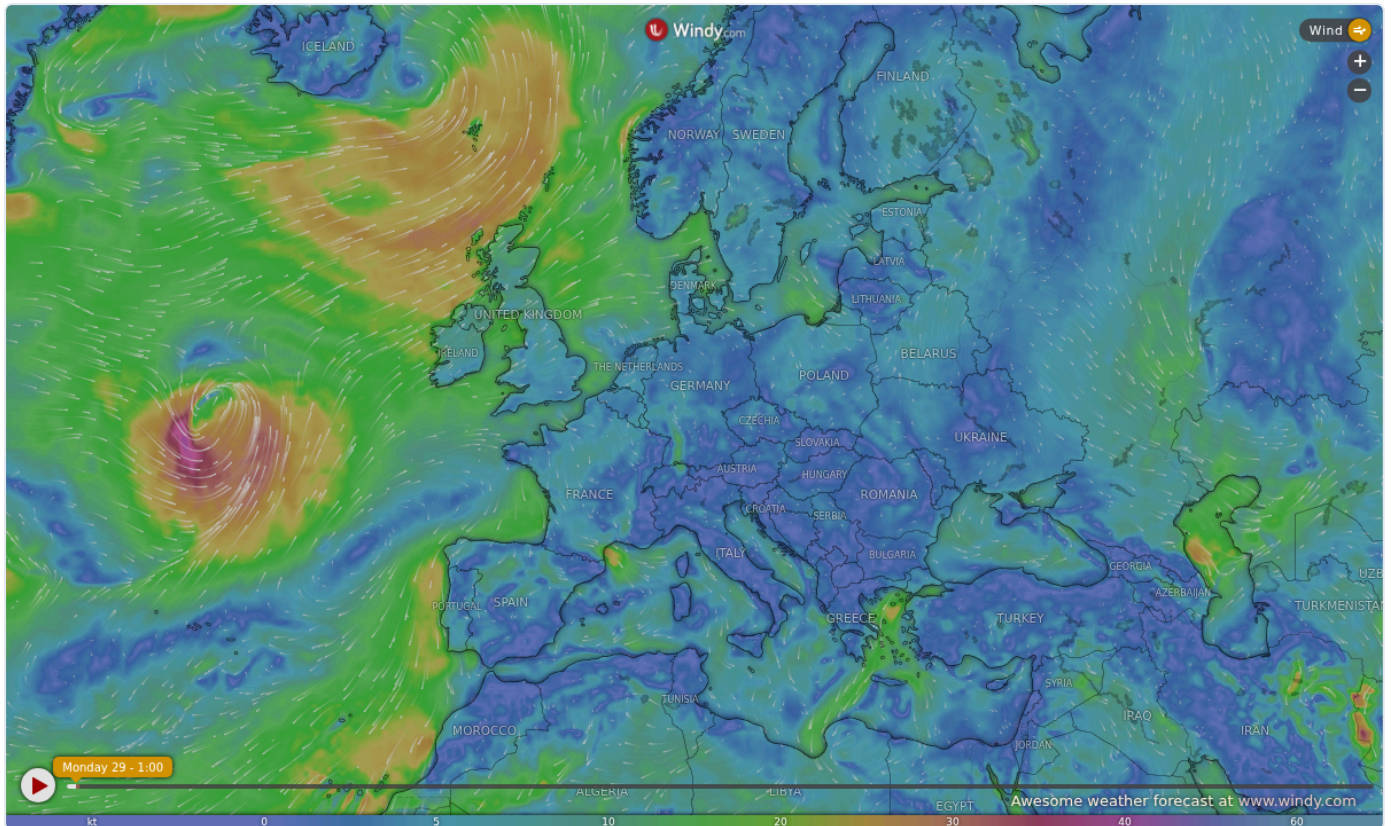 ICELAND
Windy.com
Wind
+
−
FINLAND
NORWAY SWEDEN
ESTONIA
LATVIA
DENMARK
LITHUANIA
UNITED KINGDOM
IRELAND
BELARUS
THE NETHERLANDS
POLAND
GERMANY
CZECHIA
UKRAINE
SLOVAKIA
AUSTRIA
HUNGARY
FRANCE
ROMANIA
CROATIA
SERBIA
ITALY
BULGARIA
GEORGIA
UZB
AZERBAIJAN
PORTUGAL
SPAIN
TURKMENISTAN
GREECE
TURKEY
SYRIA
TUNISIA
IRAQ
MOROCCO
IRAN
JORDAN
Monday 29 - 1:00
ALGERIA
LIBYA
EGYPT
Awesome weather forecast at www.windy.com
kt 0 5 10 20 30 40 60